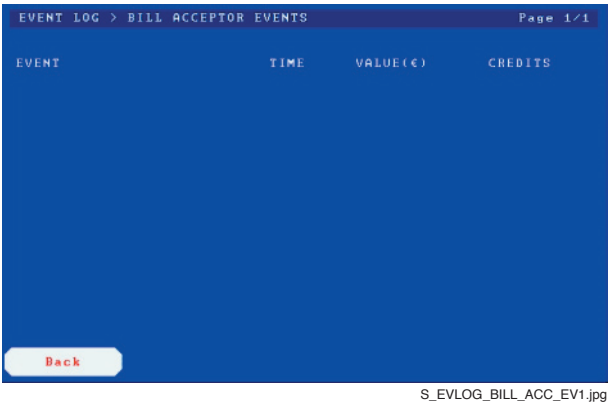 EVENT LOG > BILL ACCEPTOR EVENTS Page 1/1
EVENT TIME VALUE(€) CREDITS
Back
S_EVLOG_BILL_ACC_EV1.jpg